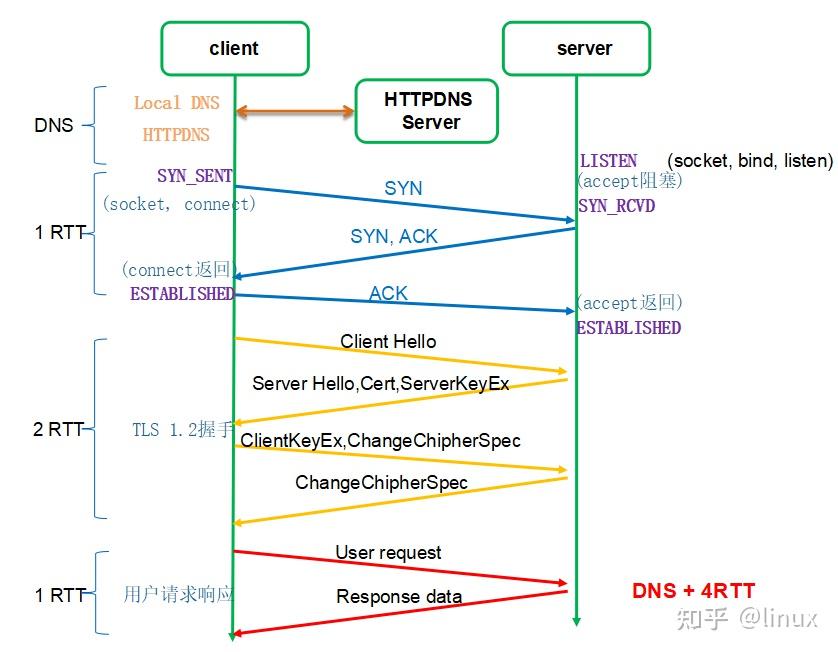 client
server
Local DNS
HTTPDNS
Server
DNS
HTTPDNS
LISTEN (socket, bind, listen)
SYN_SENT
SYN
(accept阻塞)
(socket, connect)
SYN_RCVD
1 RTT
SYN, ACK
(connect返回)
ESTABLISHED
ACK
(accept返回)
ESTABLISHED
Client Hello
Server Hello,Cert,ServerKeyEx
2 RTT
TLS 1.2握手
ClientKeyEx,ChangeChipherSpec
ChangeChipherSpec
User request
1 RTT
用户请求响应
Response data
DNS + 4RTT
知乎 @linux